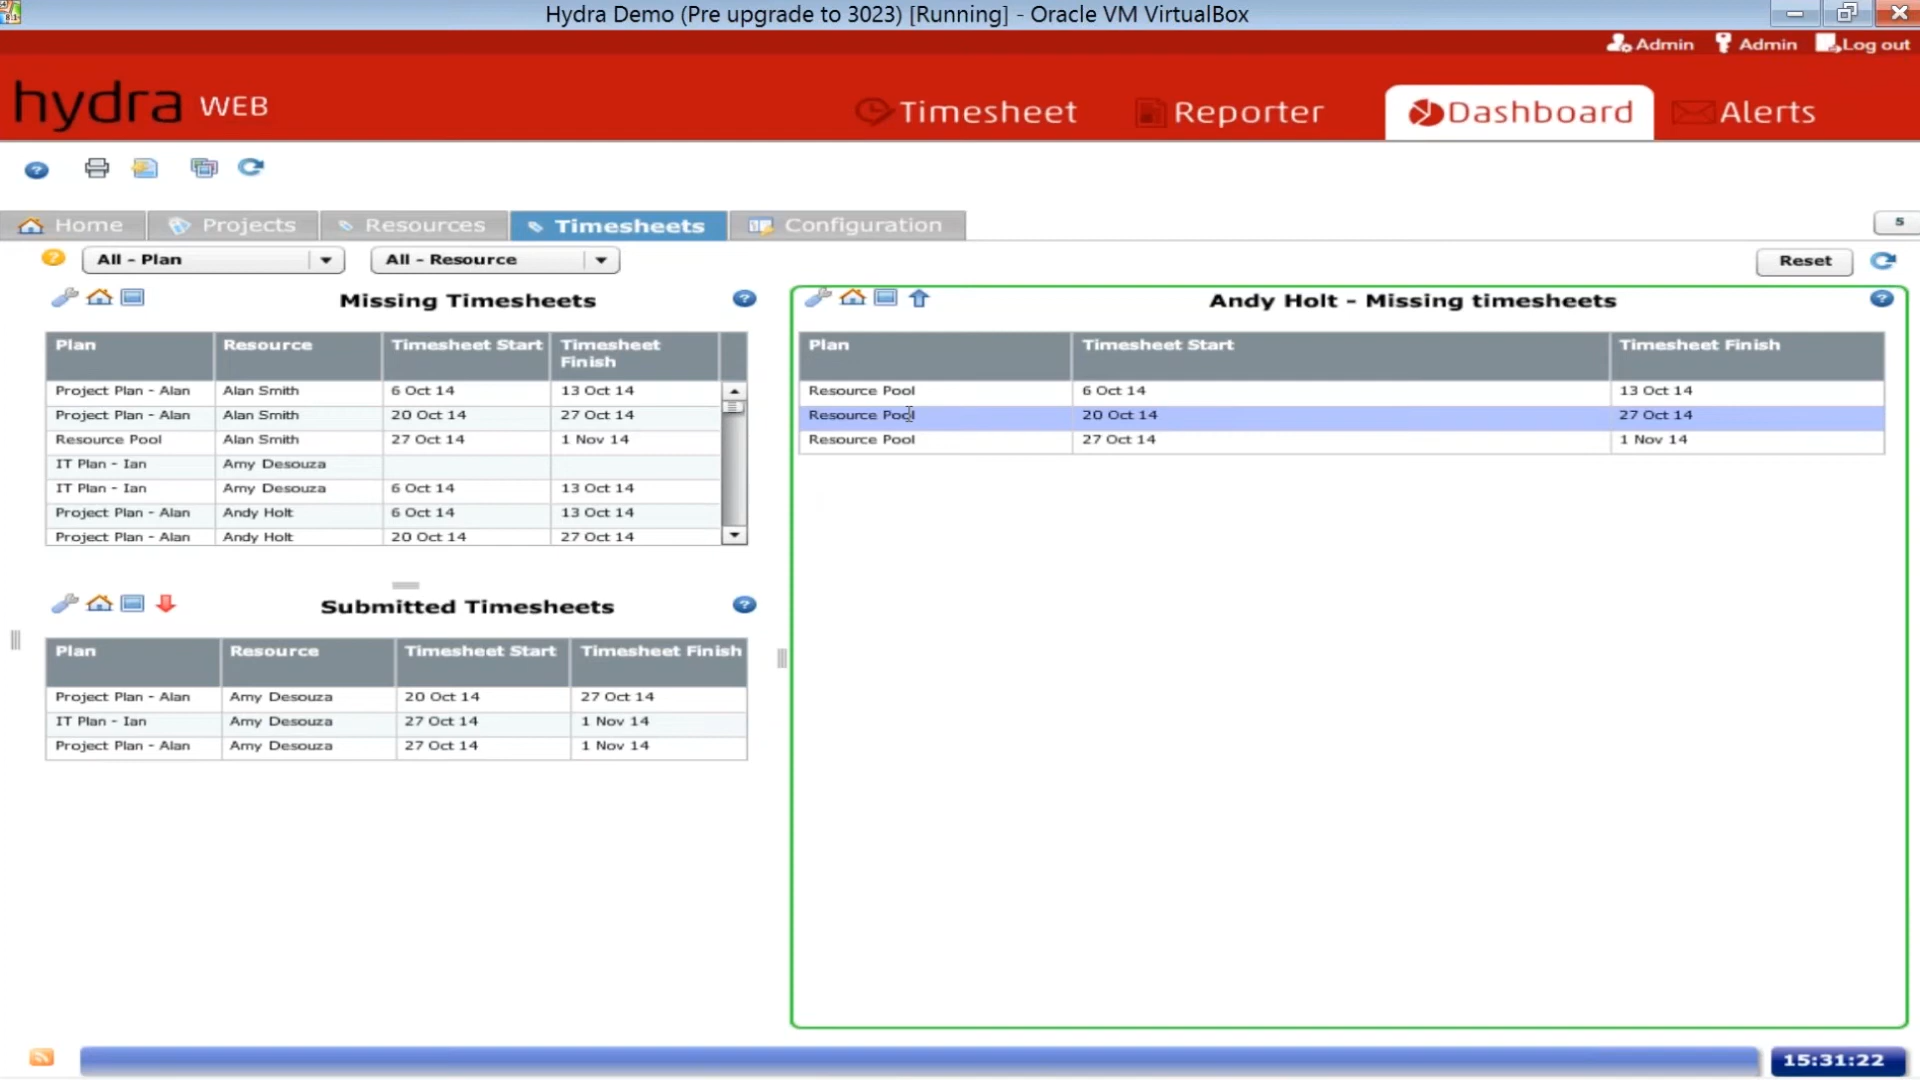 Hydra Demo (Pre upgrade to 3023) [Running] - Oracle VM VirtualBox
Admin Admin Log out
hydra WEB
Timesheet Reporter Dashboard Alerts
Home Projects Resources Timesheets Configuration 5
All - Plan All - Resource Reset
Missing Timesheets
Plan Resource Timesheet Start Timesheet Finish
Project Plan - Alan Alan Smith 6 Oct 14 13 Oct 14
Project Plan - Alan Alan Smith 20 Oct 14 27 Oct 14
Resource Pool Alan Smith 27 Oct 14 1 Nov 14
IT Plan - Ian Amy Desouza
IT Plan - Ian Amy Desouza 6 Oct 14 13 Oct 14
Project Plan - Alan Andy Holt 6 Oct 14 13 Oct 14
Project Plan - Alan Andy Holt 20 Oct 14 27 Oct 14
Submitted Timesheets
Plan Resource Timesheet Start Timesheet Finish
Project Plan - Alan Amy Desouza 20 Oct 14 27 Oct 14
IT Plan - Ian Amy Desouza 27 Oct 14 1 Nov 14
Project Plan - Alan Amy Desouza 27 Oct 14 1 Nov 14
Andy Holt - Missing timesheets
Plan Timesheet Start Timesheet Finish
Resource Pool 6 Oct 14 13 Oct 14
Resource Pool 20 Oct 14 27 Oct 14
Resource Pool 27 Oct 14 1 Nov 14
15:31:22